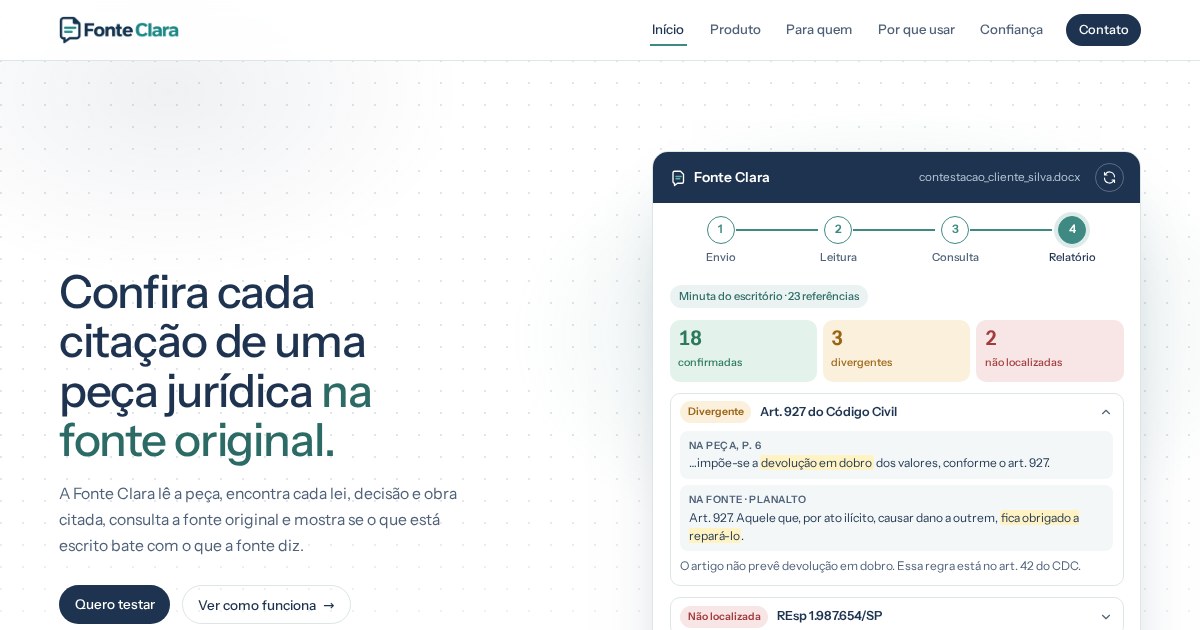 Fonte Clara
Início
Produto
Para quem
Por que usar
Confiança
Contato
Confira cada
citação de uma
peça jurídica na
fonte original.
A Fonte Clara lê a peça, encontra cada lei, decisão e obra
citada, consulta a fonte original e mostra se o que está
escrito bate com o que a fonte diz.
Quero testar
Ver como funciona →
Fonte Clara
contestacao_cliente_silva.docx
1
2
3
4
Envio
Leitura
Consulta
Relatório
Minuta do escritório · 23 referências
18
confirmadas
3
divergentes
2
não localizadas
Divergente
Art. 927 do Código Civil
NA PEÇA, P. 6
…impõe-se a devolução em dobro dos valores, conforme o art. 927.
NA FONTE · PLANALTO
Art. 927. Aquele que, por ato ilícito, causar dano a outrem, fica obrigado a
repará-lo.
O artigo não prevê devolução em dobro. Essa regra está no art. 42 do CDC.
Não localizada
REsp 1.987.654/SP